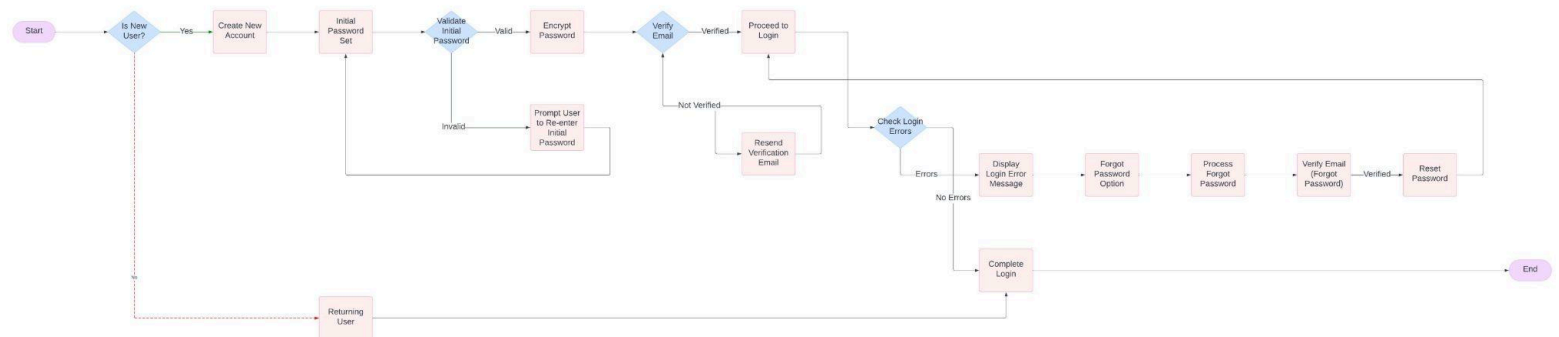 Start
Is New
User?
Yes
Create New
Account
Initial
Password
Set
Validate
Initial
Password
Valid
Encrypt
Password
Verify
Email
Verified
Proceed to
Login
Invalid
Prompt User
to Re-enter
Initial
Password
Not Verified
Resend
Verification
Email
Check Login
Errors
Errors
No Errors
Display
Login Error
Message
Forgot
Password
Option
Process
Forgot
Password
Verify Email
(Forgot
Password)
Verified
Reset
Password
Complete
Login
End
Returning
User